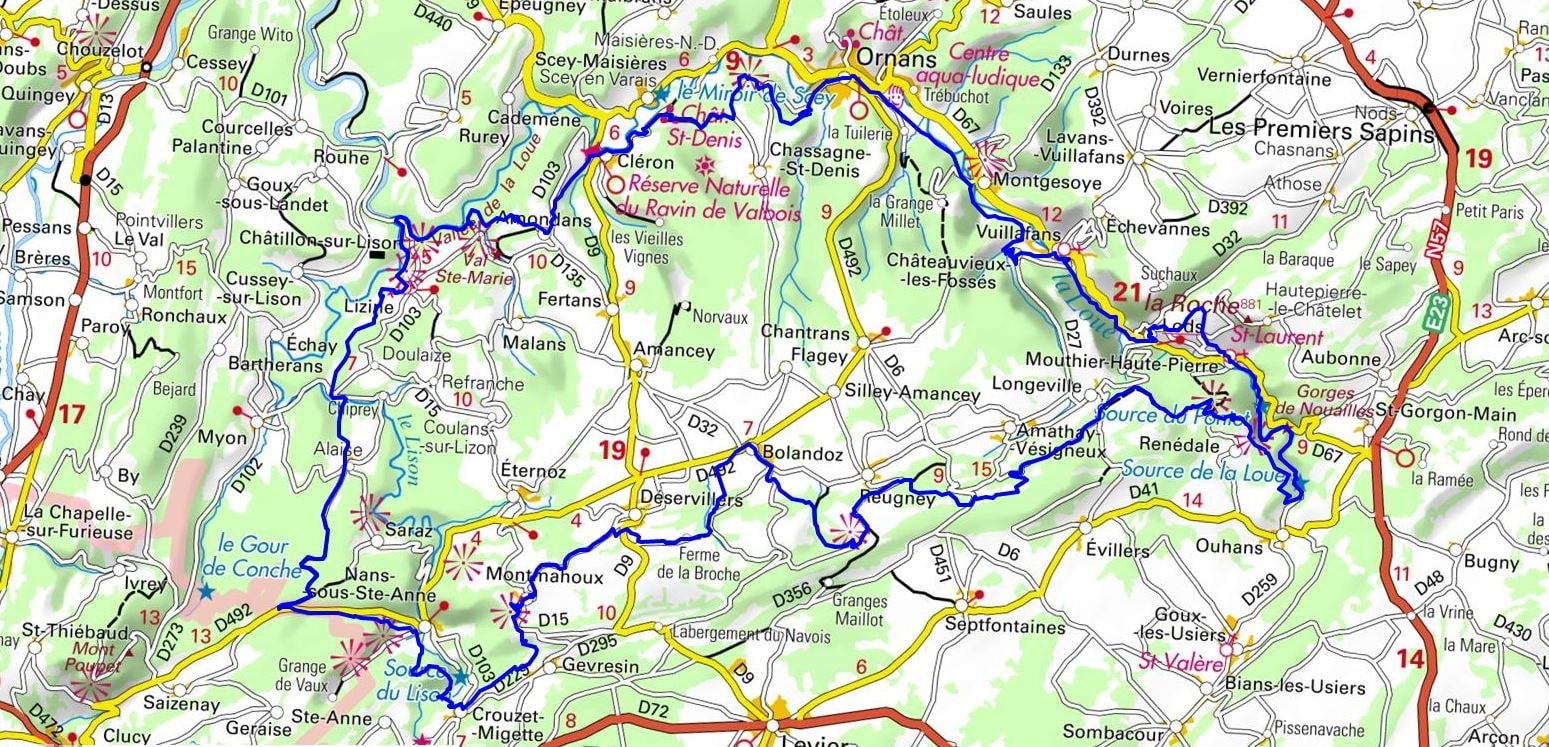 -Dessus
D440
Épeugney
Étoleux
12
Saules
Chouzelot
Grange Wito
Maisières-N.-D.
3
Chât
Ornans
Centre
aqua-ludique
D133
Durnes
4
Doubs
5
Cessey
Scey-Maisières
6
9
Vernierfontaine
Quingey
10
D101
Scey en Varais
le Miroir de Scey
Trébuchot
D392
Nods
D13
5
Cademène
6
Chât
St-Denis
la Tuilerie
D67
Voires
Les Premiers Sapins
Courcelles
Rurey
Lavans-
-Vuillafans
Chasnans
19
Palantine
Rouhe
de la Loue
D103
Cléron
Chassagne-
-St-Denis
Montgesoye
Athose
D15
Goux-
-sous-Landet
Réserve Naturelle
du Ravin de Valbois
la Grange
Millet
12
D392
11
Petit Paris
Pessans
Pointvillers
Le Val
Amondans
9
Vuillafans
Échevannes
N57
10
Châtillon-sur-Lison
D9
les Vieilles
Vignes
D492
D32
la Baraque
le Sapey
9
Brères
15
Val
Ste-Marie
10
D135
Châteauvieux-
-les-Fossés
Suchaux
Samson
Montfort
Cussey-
-sur-Lison
Fertans
9
la Loue
21
la Roche
881
Hautepierre-
-le-Châtelet
13
Ronchaux
Lizine
D103
Norvaux
Lods
St-Laurent
E23
Paroy
Échay
Malans
Chantrans
D27
Arc-s
Bartherans
7
Doulaize
Amancey
Flagey
D6
Mouthier-Haute-Pierre
Aubonne
Chay
Bejard
Refranche
10
Silley-Amancey
Longeville
Gorges
de Nouailles
les Éper
17
D239
Chiprey
D15
Coulans
-sur-Lizon
Source du Pontet
St-Gorgon-Main
Myon
le Lison
D32
7
Amathay-
-Vésigneux
Renédale
9
D67
Rond de
Alaise
19
D492
Bolandoz
By
D102
Éternoz
9
15
Source de la Loue
la Ramée
Déservillers
Reugney
D41
14
La Chapelle-
-sur-Furieuse
Saraz
4
Évillers
Ouhans
le Gour
de Conche
4
Ferme
de la Broche
D451
D6
Bugny
Ivrey
Nans-
-sous-Ste-Anne
Montmahoux
D9
D356
D259
11
D48
13
D492
Granges
Maillot
la Vrine
St-Thiébaud
D273
13
D15
10
Labergement-du-Navois
Septfontaines
Goux-
-les-Usiers
D430
Mont
Poupet
Grange
de Vaux
D103
D295
Gevresin
la Mare
Source
du Lison
D229
6
St-Valère
14
Saizenay
D9
Bians-les-Usiers
D472
Ste-Anne
D72
la Chaux
Clucy
Geraise
Crouzet-
-Migette
8
Levier
Sombacour
Pissenavache
Arçon
7